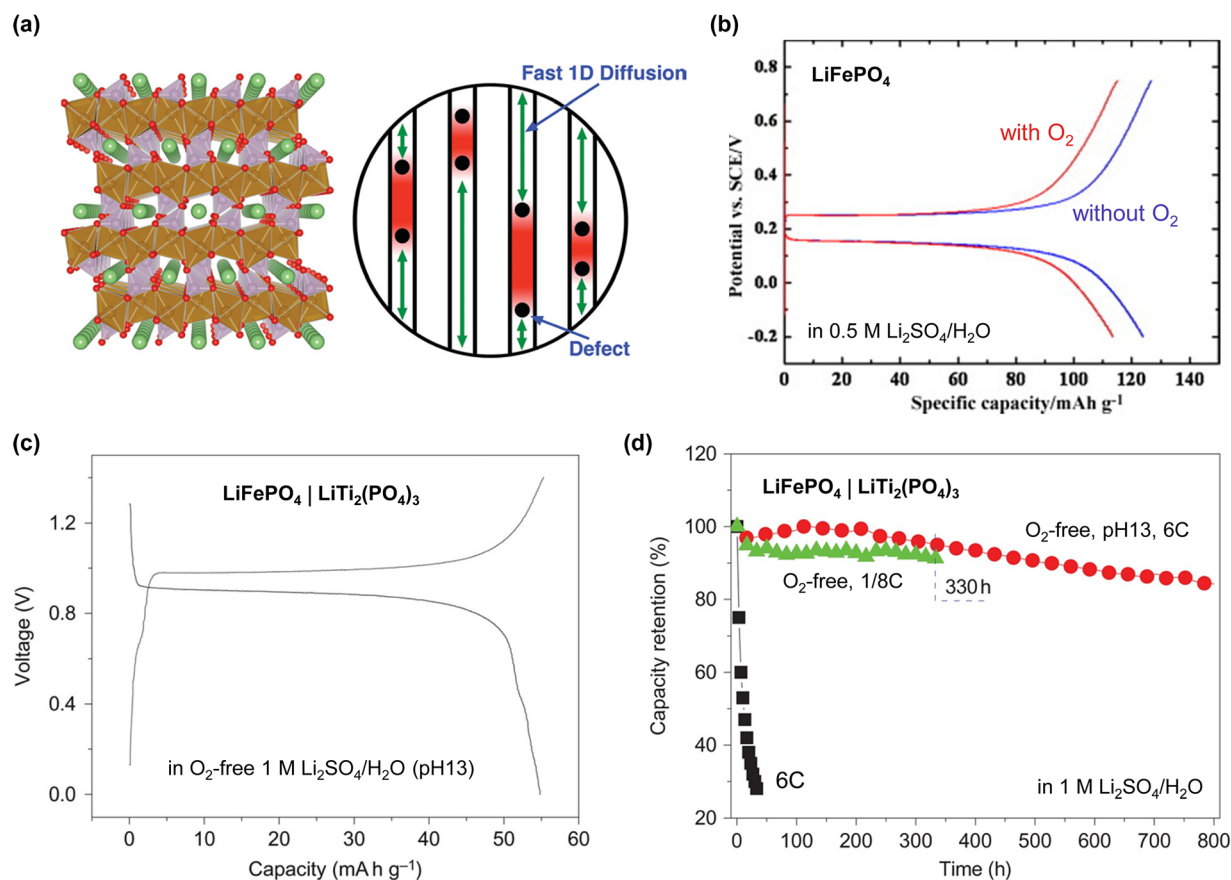 (a)
Fast 1D Diffusion
Defect
(b)
LiFePO4
with O2
without O2
in 0.5 M Li2SO4/H2O
Potential vs. SCE/V
0.8
0.6
0.4
0.2
0.0
-0.2
0
20
40
60
80
100
120
140
Specific capacity/mAh g-1
(c)
LiFePO4 | LiTi2(PO4)3
in O2-free 1 M Li2SO4/H2O (pH13)
Voltage (V)
1.2
0.8
0.4
0.0
0
10
20
30
40
50
60
Capacity (mA h g–1)
(d)
LiFePO4 | LiTi2(PO4)3
O2-free, pH13, 6C
O2-free, 1/8C
330 h
6C
in 1 M Li2SO4/H2O
Capacity retention (%)
120
100
80
60
40
20
0
100
200
300
400
500
600
700
800
Time (h)